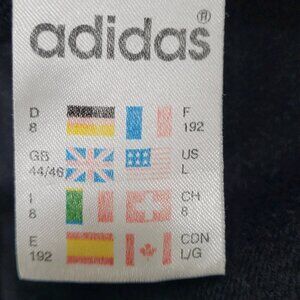 adidas®
D F
8 192
GB US
44/46 L
I CH
8 8
E CDN
192 L/G